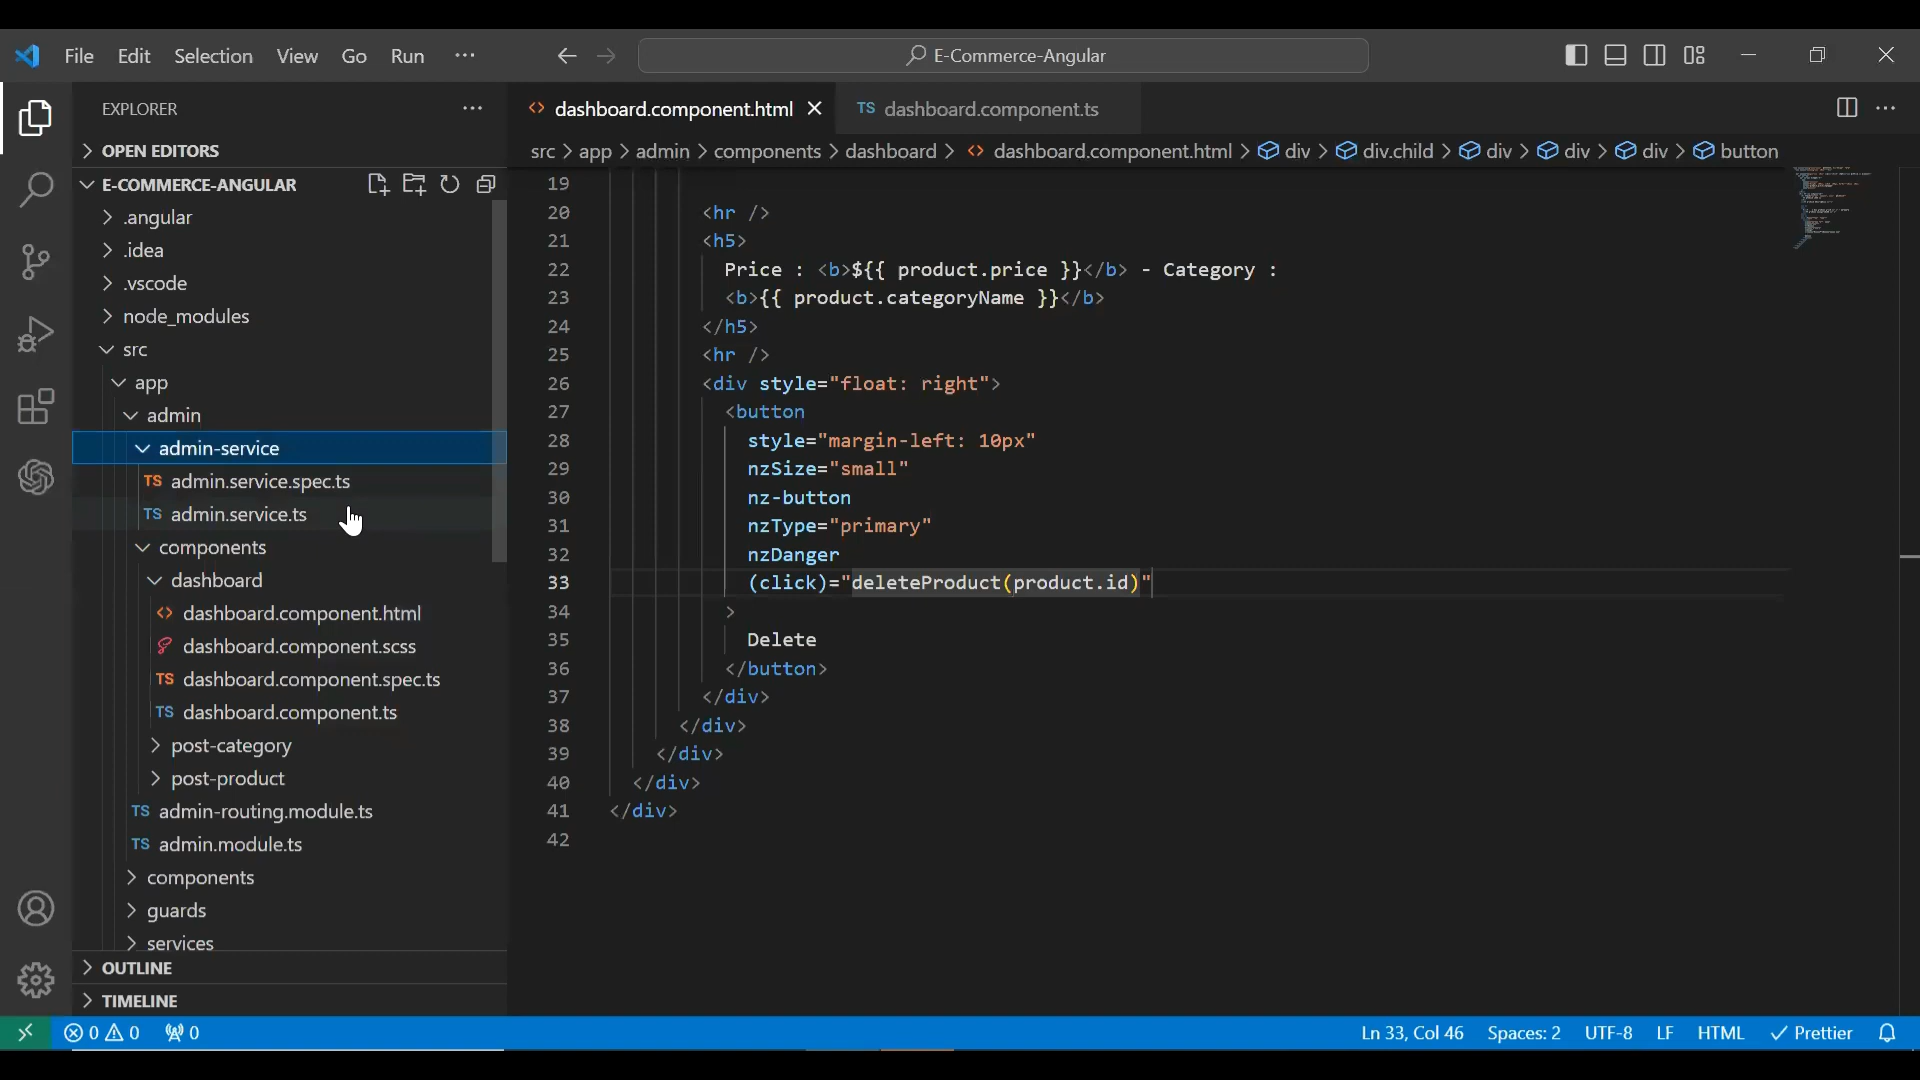 File Edit Selection View Go Run ··· E-Commerce-Angular
EXPLORER ···
OPEN EDITORS
E-COMMERCE-ANGULAR
.angular
.idea
.vscode
node_modules
src
app
admin
admin-service
TS admin.service.spec.ts
TS admin.service.ts
components
dashboard
<> dashboard.component.html
dashboard.component.scss
TS dashboard.component.spec.ts
TS dashboard.component.ts
post-category
post-product
TS admin-routing.module.ts
TS admin.module.ts
components
guards
services
OUTLINE
TIMELINE
<> dashboard.component.html TS dashboard.component.ts
src > app > admin > components > dashboard > <> dashboard.component.html > div > div.child > div > div > div > button
19
20 <hr />
21 <h5>
22 Price : <b>${{ product.price }}</b> - Category :
23 <b>{{ product.categoryName }}</b>
24 </h5>
25 <hr />
26 <div style="float: right">
27 <button
28 style="margin-left: 10px"
29 nzSize="small"
30 nz-button
31 nzType="primary"
32 nzDanger
33 (click)="deleteProduct(product.id)"
34 >
35 Delete
36 </button>
37 </div>
38 </div>
39 </div>
40 </div>
41 </div>
42
0 0 0 Ln 33, Col 46 Spaces: 2 UTF-8 LF HTML Prettier